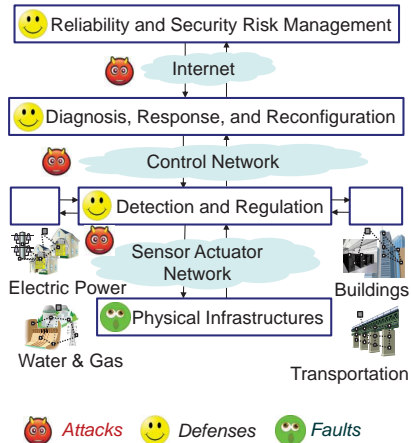 Reliability and Security Risk Management
Internet
Diagnosis, Response, and Reconfiguration
Control Network
Detection and Regulation
Sensor Actuator
Network
Electric Power
Buildings
Physical Infrastructures
Water & Gas
Transportation
Attacks Defenses Faults